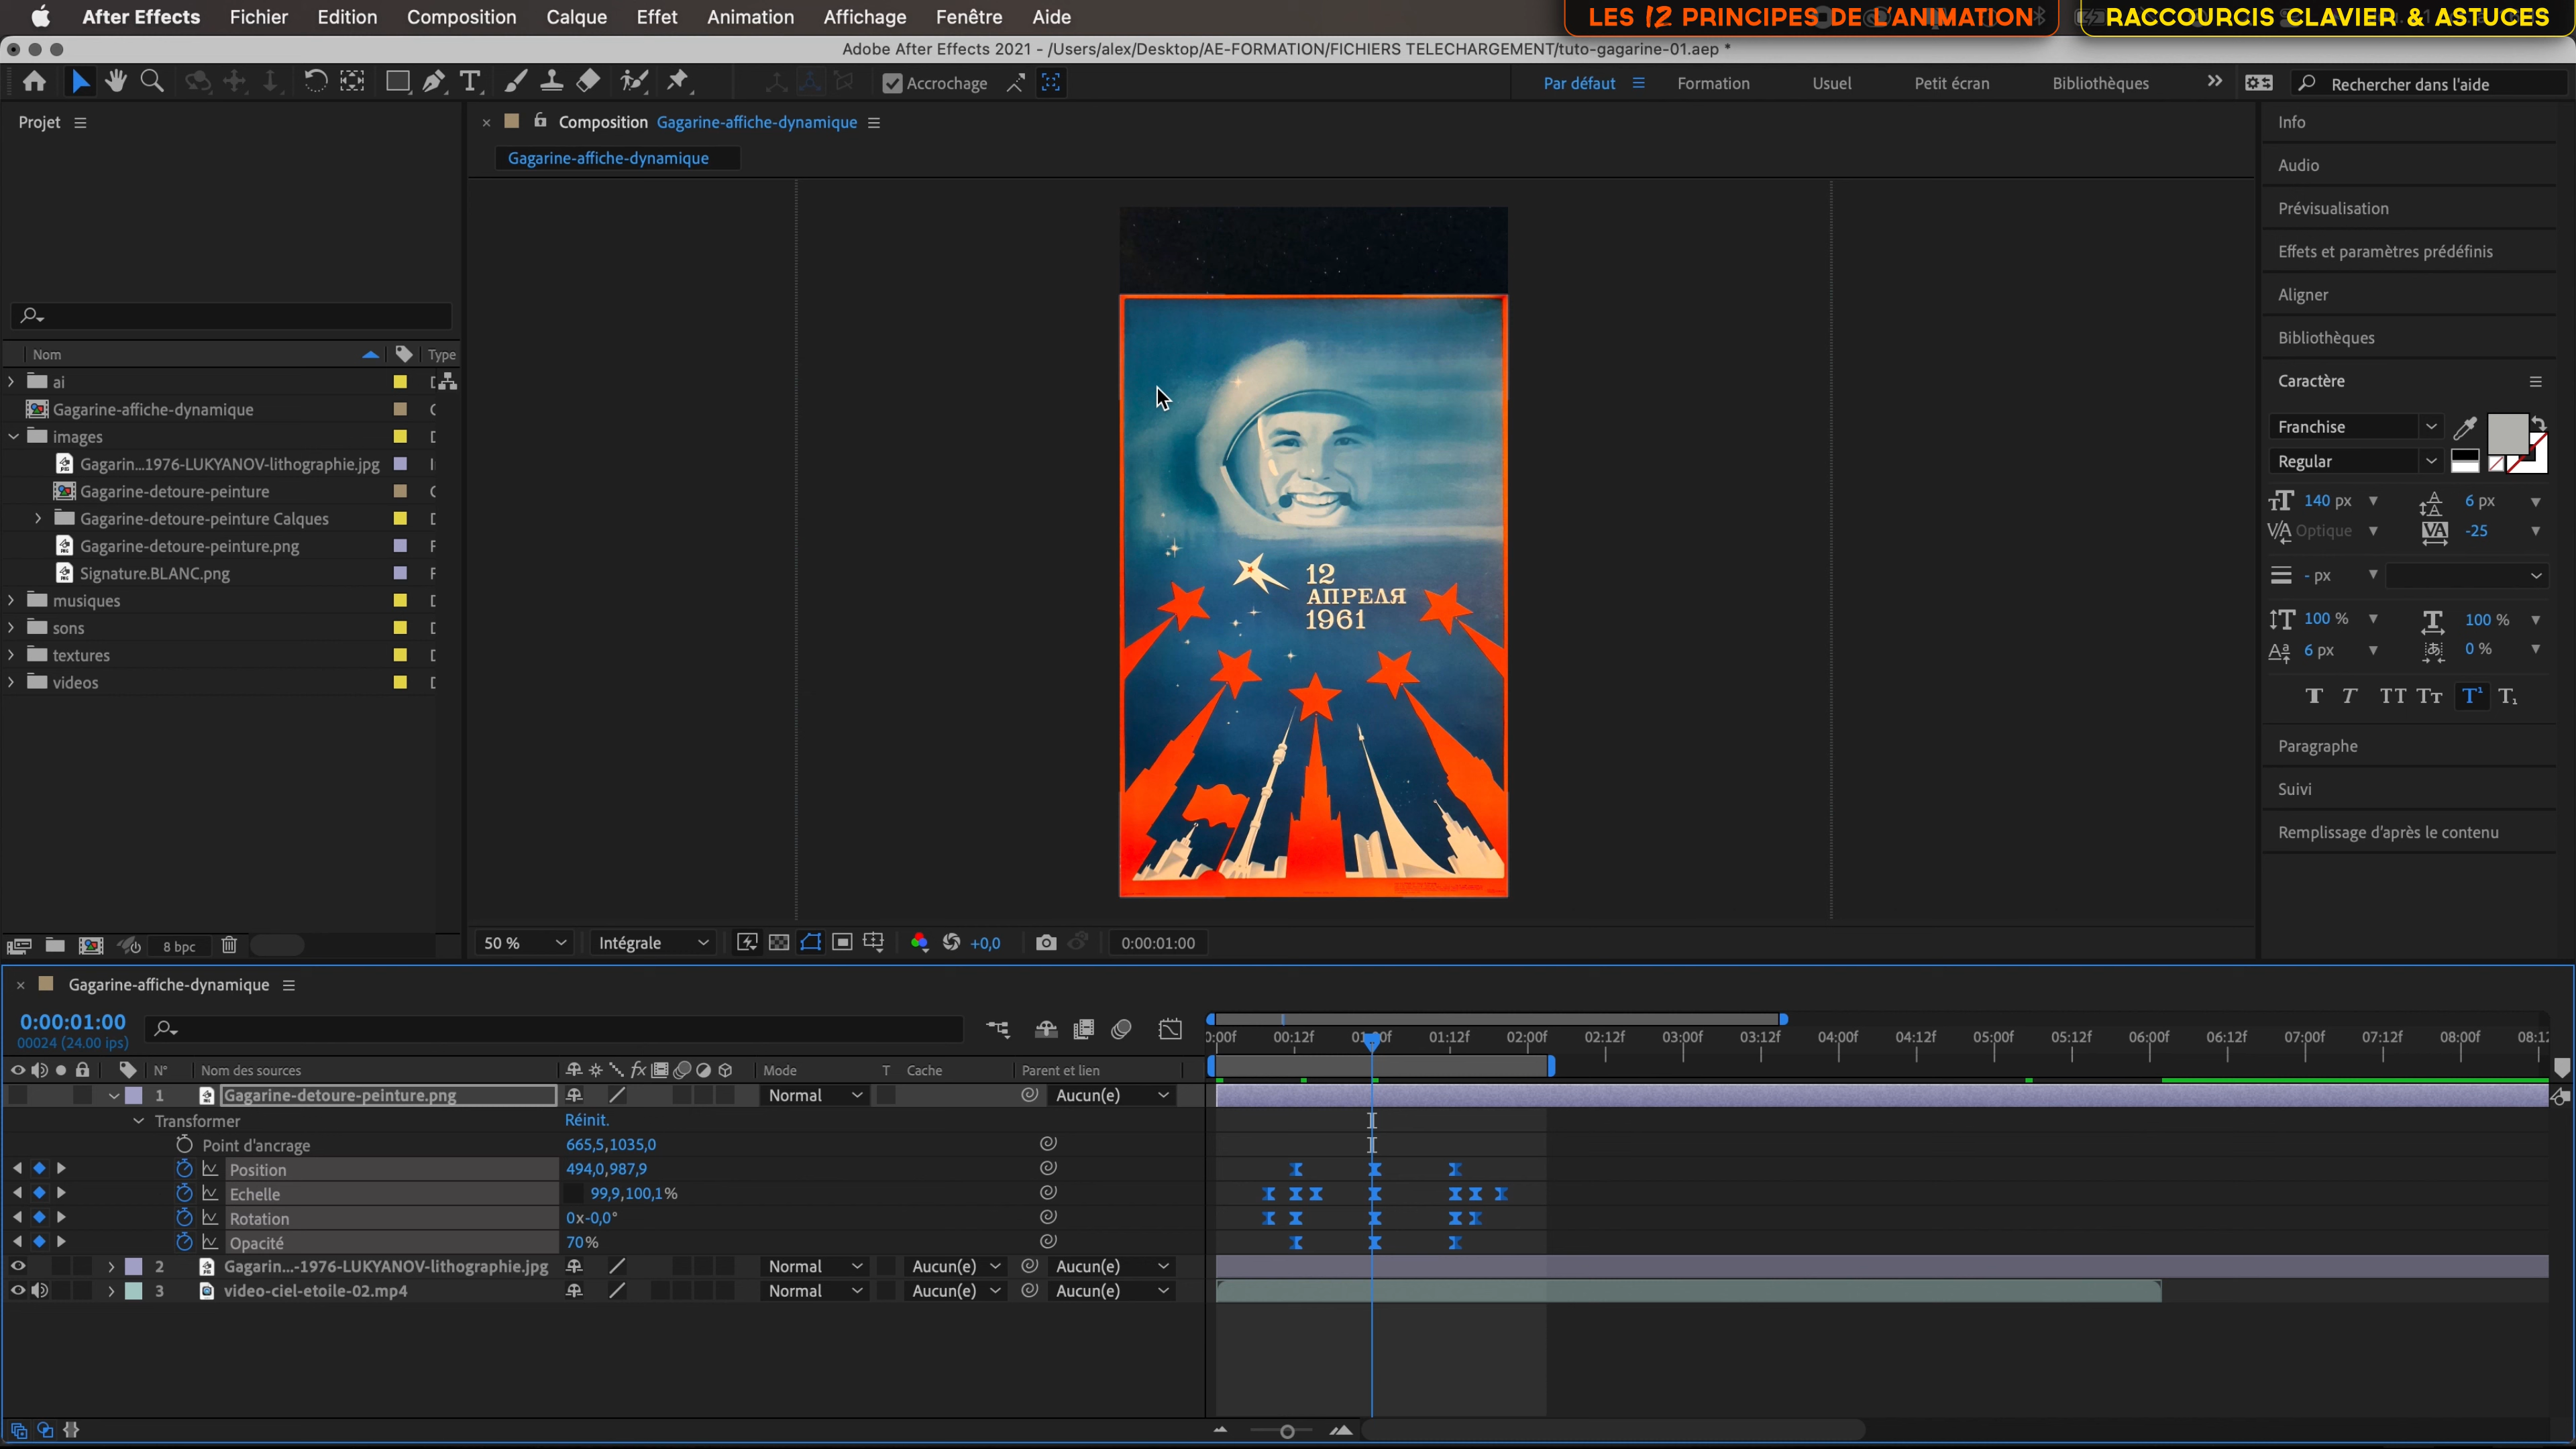 After Effects Fichier Edition Composition Calque Effet Animation Affichage Fenêtre Aide
LES 12 PRINCIPES DE L'ANIMATION
RACCOURCIS CLAVIER & ASTUCES
Adobe After Effects 2021 - /Users/alex/Desktop/AE-FORMATION/FICHIERS TELECHARGEMENT/tuto-gagarine-01.aep *
Accrochage
Par défaut Formation Usuel Petit écran Bibliothèques
Rechercher dans l'aide
Projet
Nom Type
ai
Gagarine-affiche-dynamique
images
Gagarin...1976-LUKYANOV-lithographie.jpg
Gagarine-detoure-peinture
Gagarine-detoure-peinture Calques
Gagarine-detoure-peinture.png
Signature.BLANC.png
musiques
sons
textures
videos
8 bpc
Composition Gagarine-affiche-dynamique
Gagarine-affiche-dynamique
12
АПРЕЛЯ
1961
50 % Intégrale +0,0 0:00:01:00
Info
Audio
Prévisualisation
Effets et paramètres prédéfinis
Aligner
Bibliothèques
Caractère
Franchise
Regular
140 px 6 px
Optique -25
- px
100 % 100 %
6 px 0 %
Paragraphe
Suivi
Remplissage d'après le contenu
Gagarine-affiche-dynamique
0:00:01:00
00024 (24.00 ips)
0:00f 00:12f 01:00f 01:12f 02:00f 02:12f 03:00f 03:12f 04:00f 04:12f 05:00f 05:12f 06:00f 06:12f 07:00f 07:12f 08:00f 08:12
N° Nom des sources Mode T Cache Parent et lien
1 Gagarine-detoure-peinture.png Normal Aucun(e)
Transformer Réinit.
Point d'ancrage 665,5,1035,0
Position 494,0,987,9
Echelle 99,9,100,1%
Rotation 0x-0,0°
Opacité 70%
2 Gagarin...-1976-LUKYANOV-lithographie.jpg Normal Aucun(e) Aucun(e)
3 video-ciel-etoile-02.mp4 Normal Aucun(e) Aucun(e)